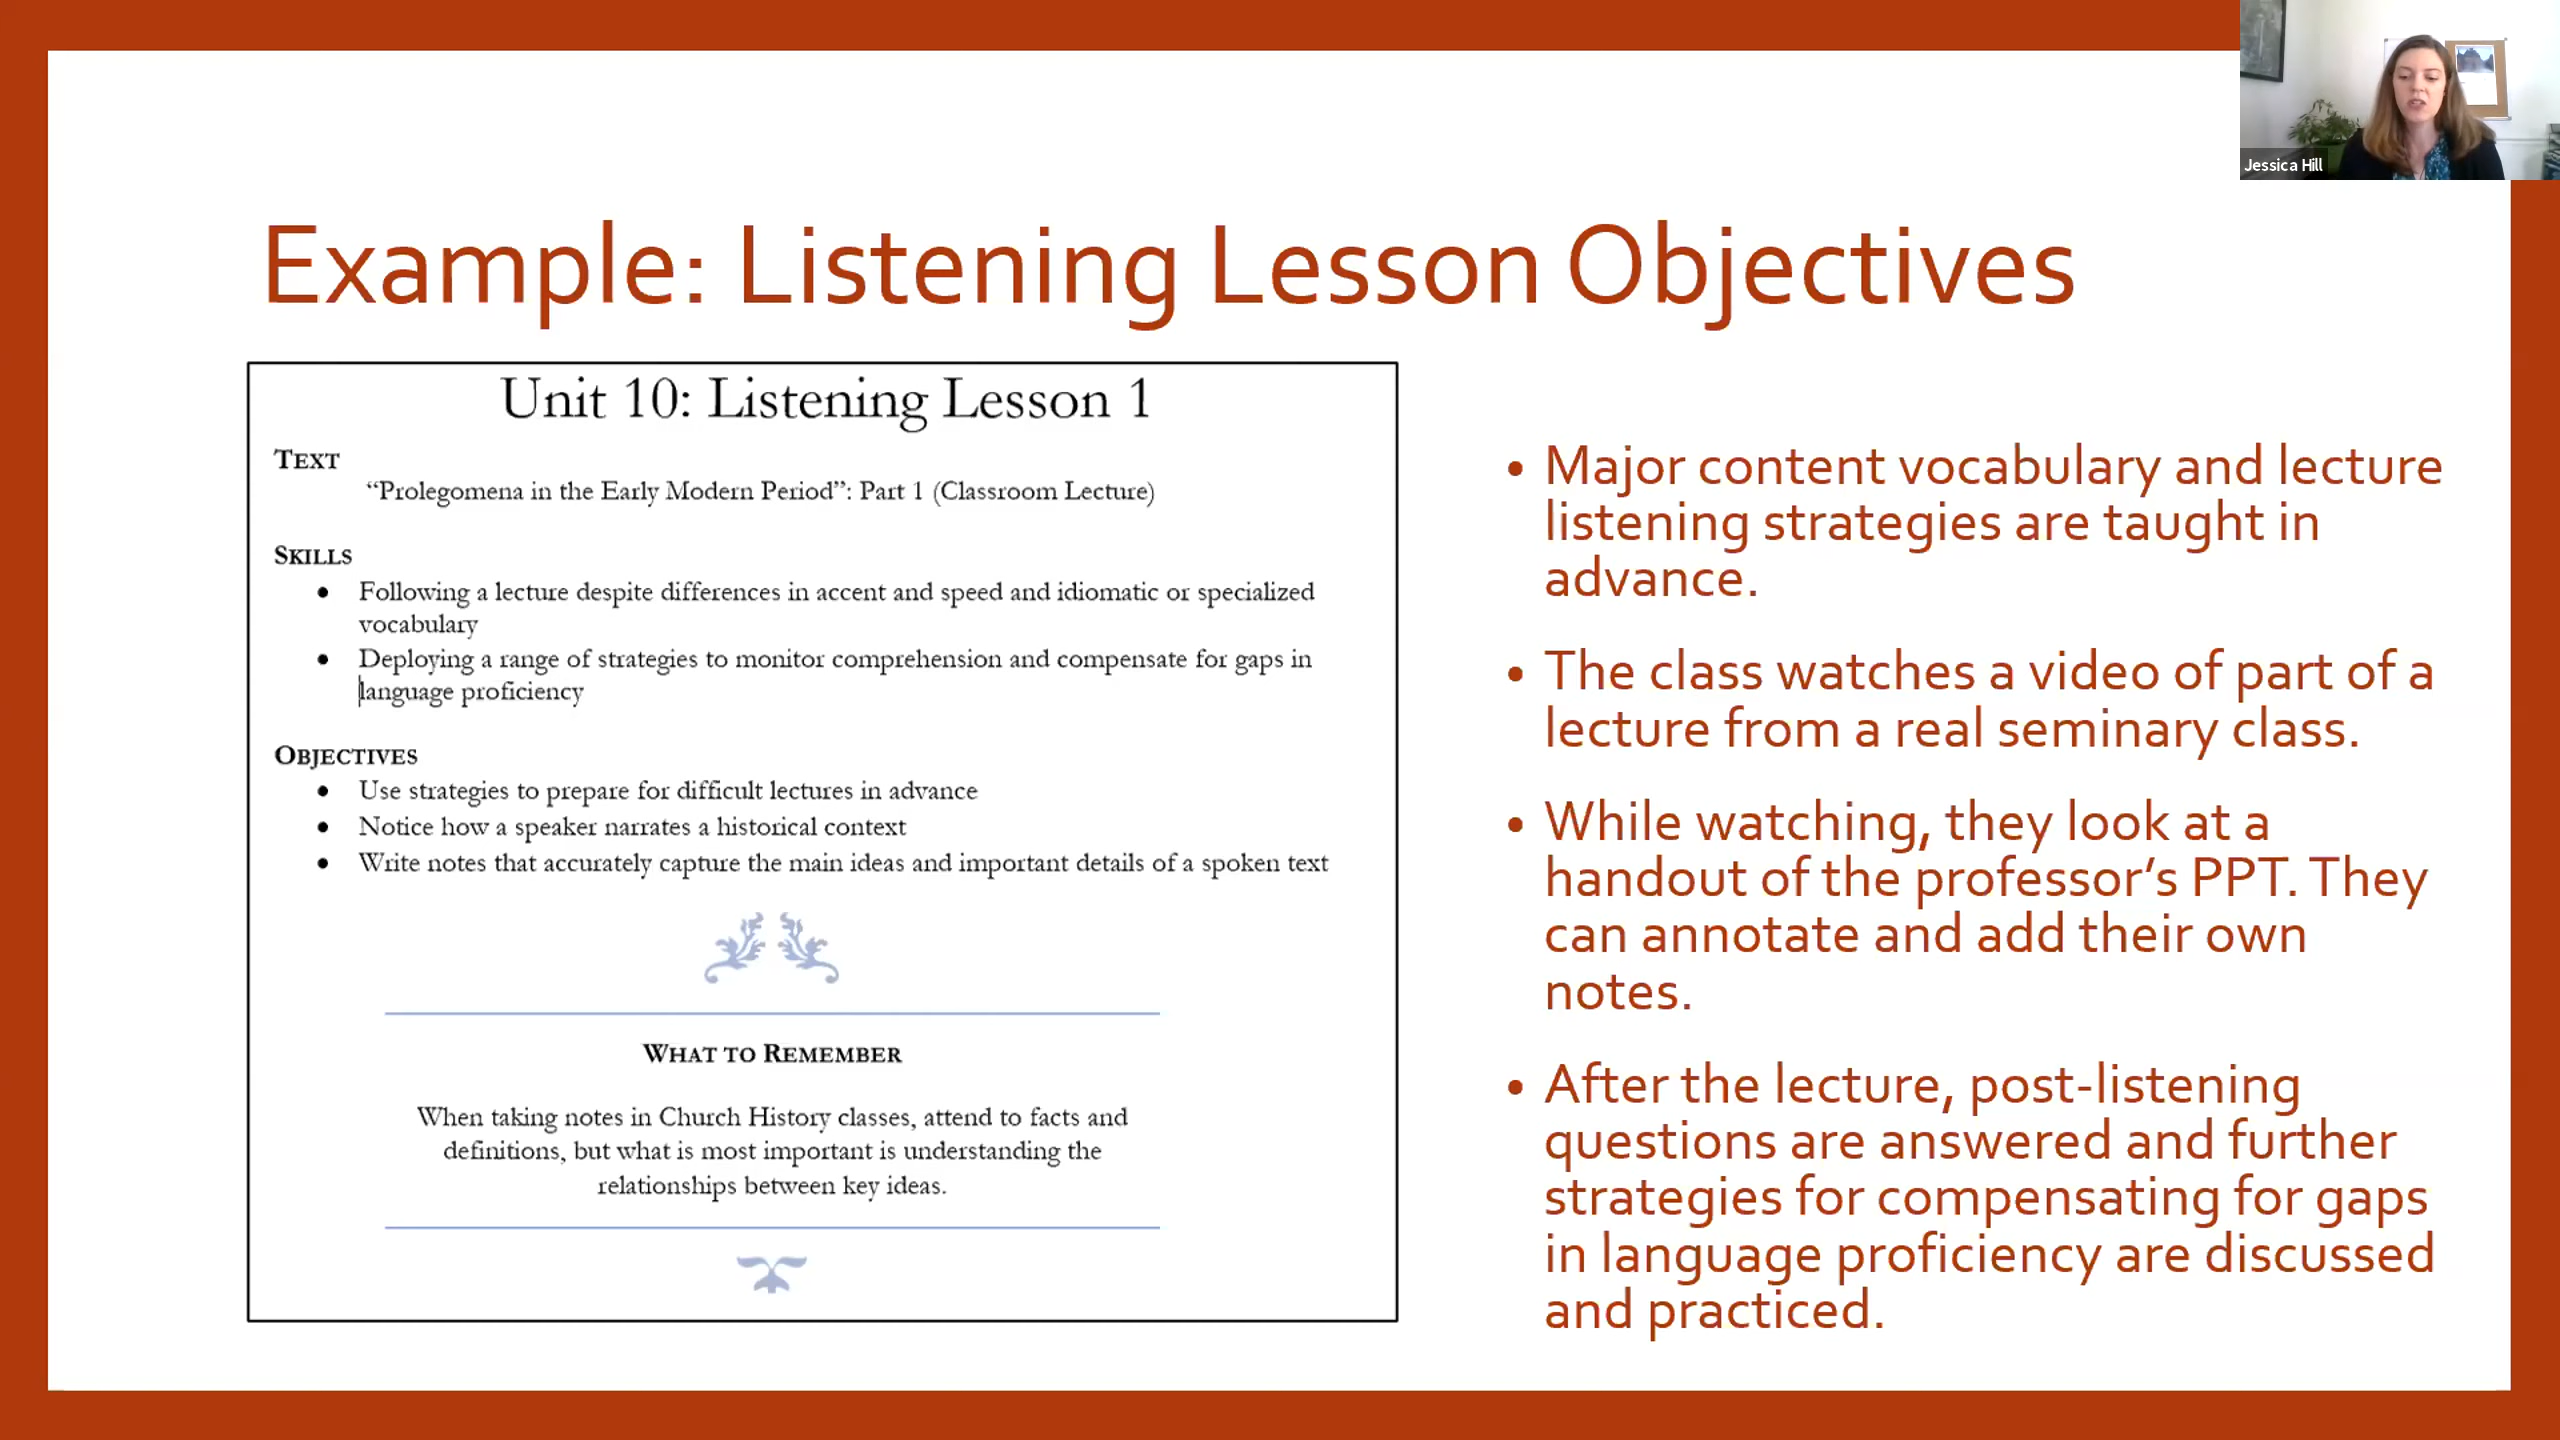 Jessica Hill
Example: Listening Lesson Objectives
Unit 10: Listening Lesson 1
TEXT
“Prolegomena in the Early Modern Period”: Part 1 (Classroom Lecture)
SKILLS
• Following a lecture despite differences in accent and speed and idiomatic or specialized
vocabulary
• Deploying a range of strategies to monitor comprehension and compensate for gaps in
language proficiency
OBJECTIVES
• Use strategies to prepare for difficult lectures in advance
• Notice how a speaker narrates a historical context
• Write notes that accurately capture the main ideas and important details of a spoken text
WHAT TO REMEMBER
When taking notes in Church History classes, attend to facts and
definitions, but what is most important is understanding the
relationships between key ideas.
• Major content vocabulary and lecture
listening strategies are taught in
advance.
• The class watches a video of part of a
lecture from a real seminary class.
• While watching, they look at a
handout of the professor’s PPT. They
can annotate and add their own
notes.
• After the lecture, post-listening
questions are answered and further
strategies for compensating for gaps
in language proficiency are discussed
and practiced.